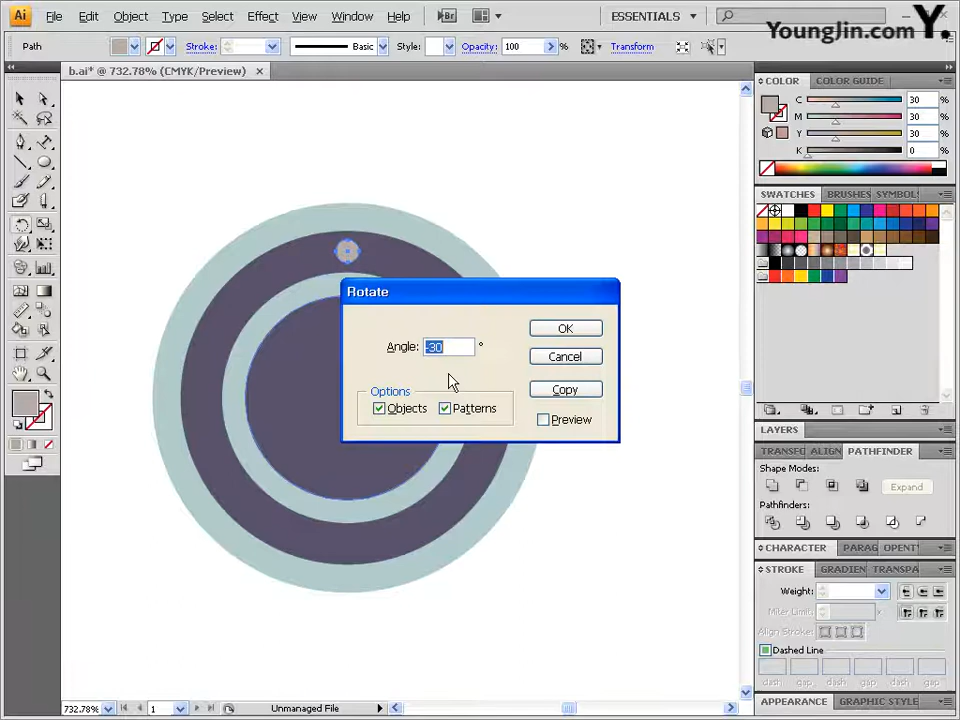 Ai File Edit Object Type Select Effect View Window Help Br ESSENTIALS
YoungJin.com Y.
Path Stroke: Basic Style: Opacity: 100 % Transform
b.ai* @ 732.78% (CMYK/Preview)
COLOR COLOR GUIDE
C 30 %
M 30 %
Y 30 %
K 0 %
SWATCHES BRUSHES SYMBOL
Rotate
Angle: -30 °
OK
Cancel
Options
Objects Patterns
Copy
Preview
LAYERS
TRANSFO ALIGN PATHFINDER
Shape Modes:
Expand
Pathfinders:
CHARACTER PARAG OPENT
STROKE GRADIEN TRANSPA
Weight:
Miter Limit: x
Align Stroke:
Dashed Line
dash gap dash gap dash gap
APPEARANCE GRAPHIC STYLE
732.78% 1 Unmanaged File